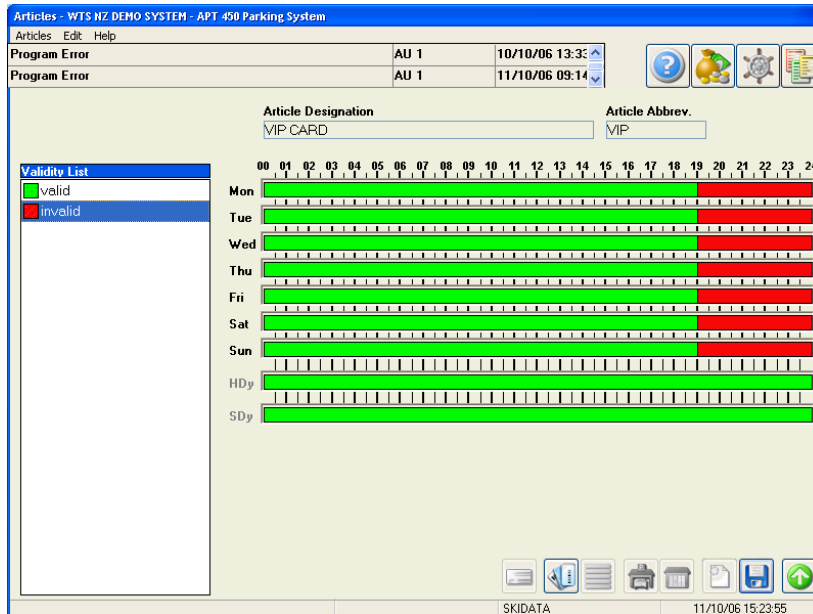 Articles - WTS NZ DEMO SYSTEM - APT 450 Parking System
Articles Edit Help
Program Error AU 1 10/10/06 13:33
Program Error AU 1 11/10/06 09:14
Article Designation Article Abbrev.
VIP CARD VIP
00 01 02 03 04 05 06 07 08 09 10 11 12 13 14 15 16 17 18 19 20 21 22 23 24
Validity List
valid
Mon
invalid
Tue
Wed
Thu
Fri
Sat
Sun
HDy
SDy
SKIDATA 11/10/06 15:23:55